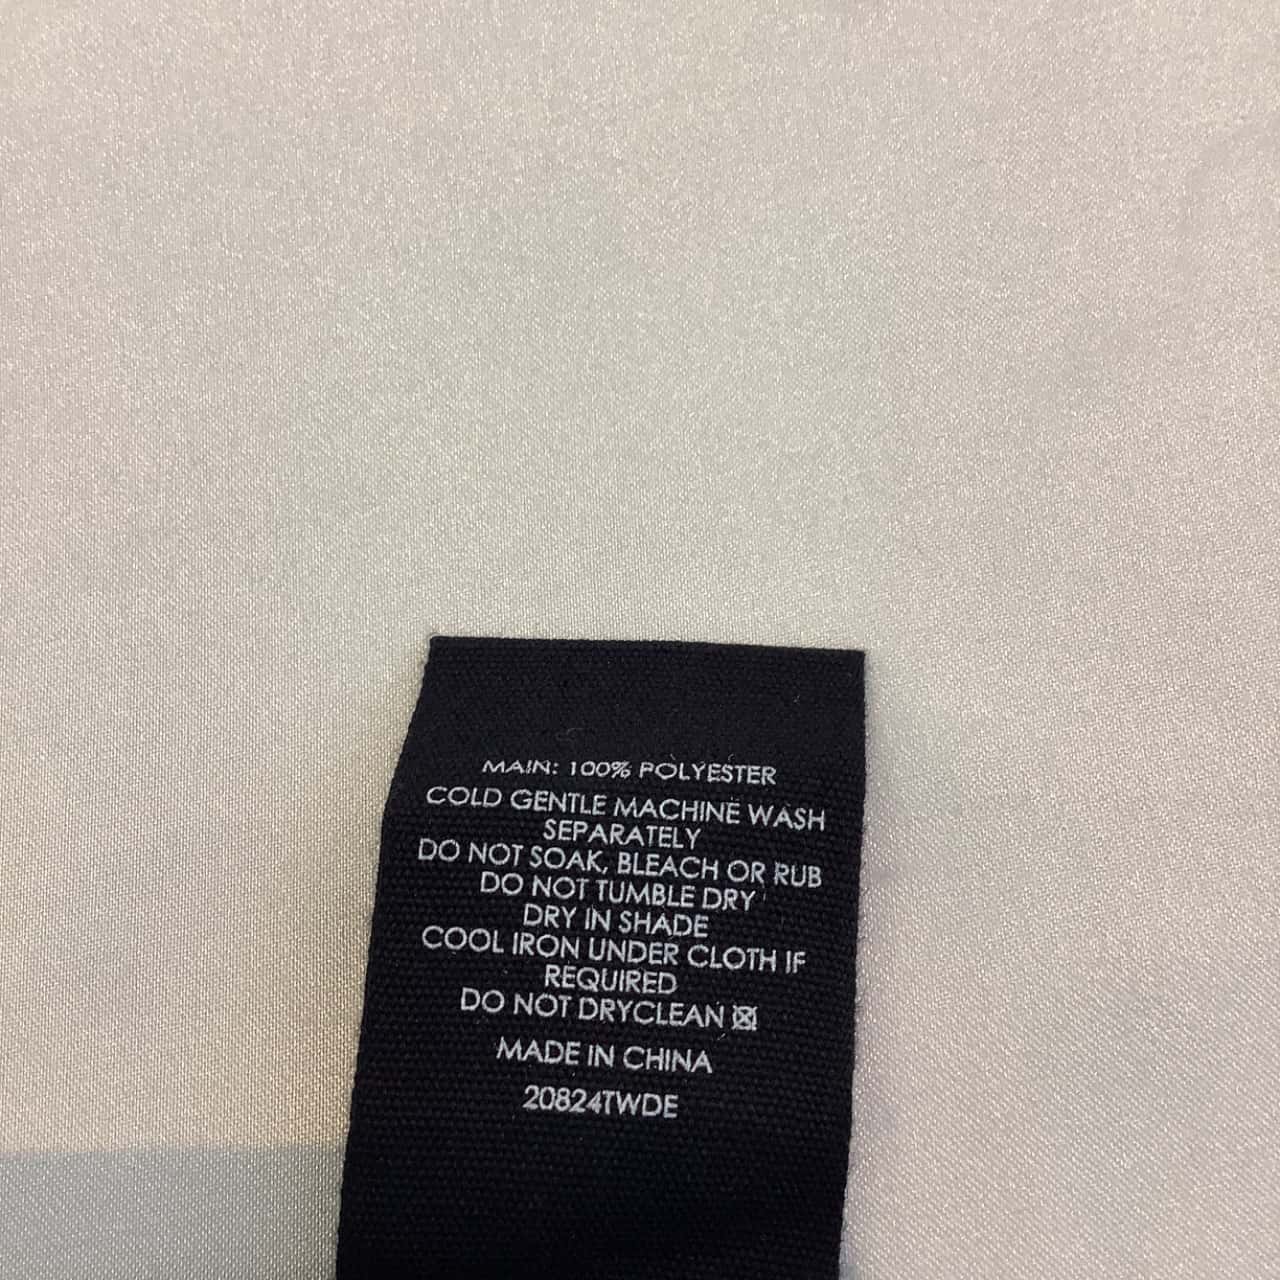 MAIN: 100% POLYESTER
COLD GENTLE MACHINE WASH
SEPARATELY
DO NOT SOAK, BLEACH OR RUB
DO NOT TUMBLE DRY
DRY IN SHADE
COOL IRON UNDER CLOTH IF
REQUIRED
DO NOT DRYCLEAN
MADE IN CHINA
20824TWDE